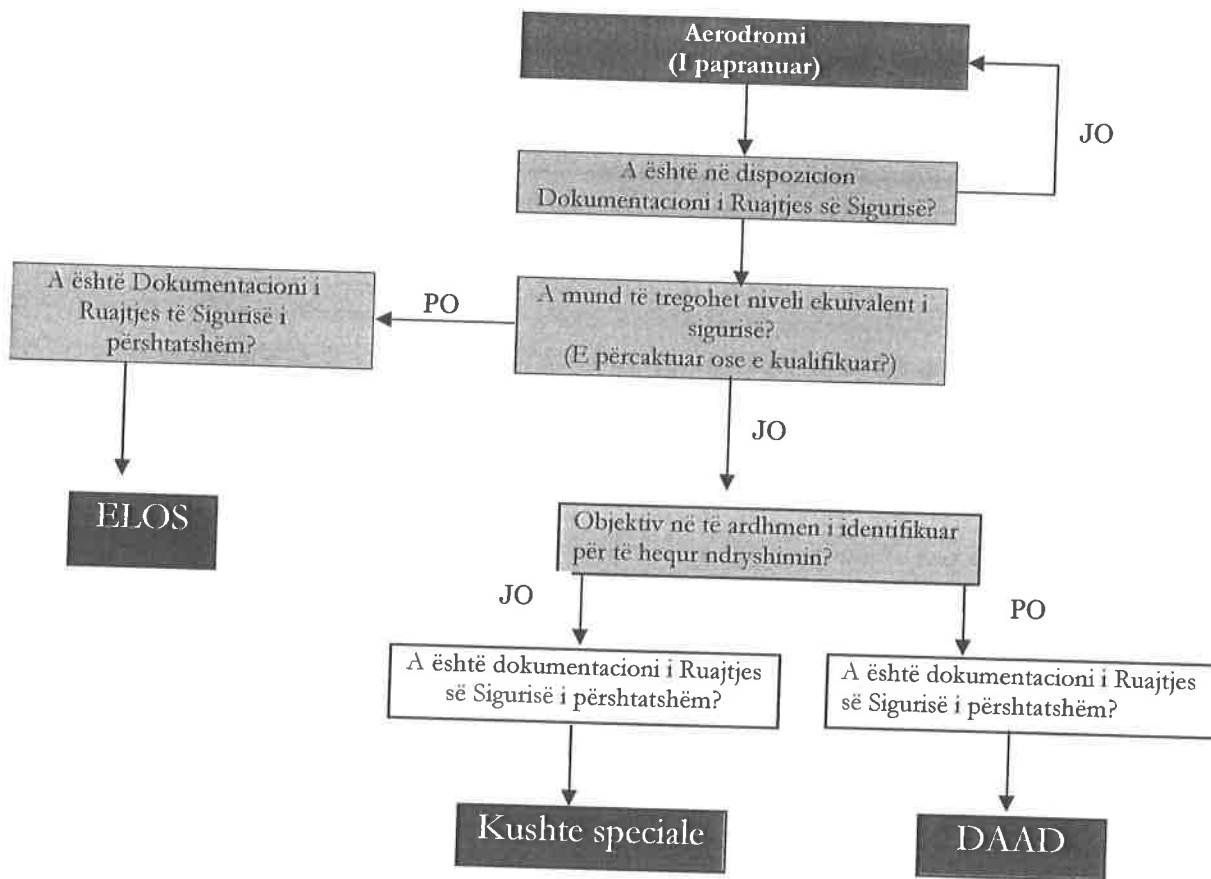 Aerodromi
(I papranuar)
JO
A është në dispozicion
Dokumentacioni i Ruajtjes së Sigurisë?
A është Dokumentacioni i
Ruajtjes të Sigurisë i
përshtatshëm?
PO
A mund të tregohet niveli ekuivalent i
sigurisë?
(E përcaktuar ose e kualifikuar?)
JO
ELOS
Objektiv në të ardhmen i identifikuar
për të hequr ndryshimin?
JO
PO
A është dokumentacioni i Ruajtjes
së Sigurisë i përshtatshëm?
A është dokumentacioni i Ruajtjes
së Sigurisë i përshtatshëm?
Kushte speciale
DAAD